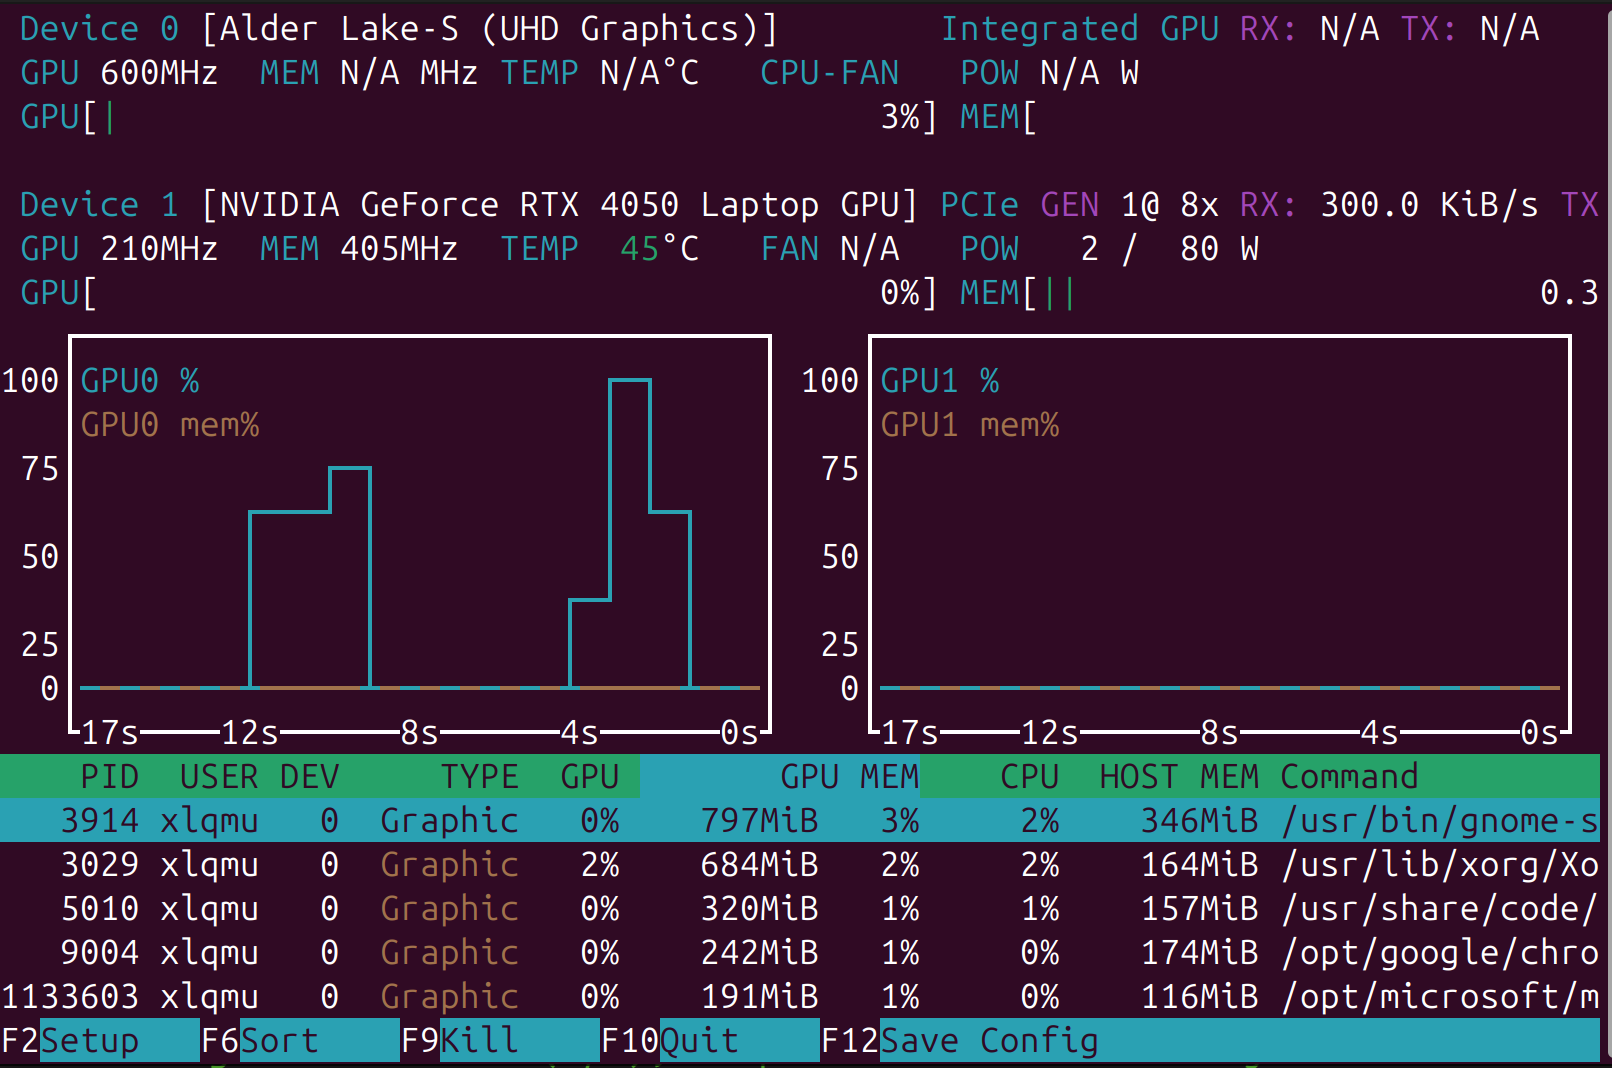 Device 0 [Alder Lake-S (UHD Graphics)] Integrated GPU RX: N/A TX: N/A
GPU 600MHz MEM N/A MHz TEMP N/A°C CPU-FAN POW N/A W
GPU[| 3%] MEM[
Device 1 [NVIDIA GeForce RTX 4050 Laptop GPU] PCIe GEN 1@ 8x RX: 300.0 KiB/s TX
GPU 210MHz MEM 405MHz TEMP 45°C FAN N/A POW 2 / 80 W
GPU[ 0%] MEM[|| 0.3
100 GPU0 % 100 GPU1 %
GPU0 mem% GPU1 mem%
75 75
50 50
25 25
0 0
17s 12s 8s 4s 0s 17s 12s 8s 4s 0s
PID USER DEV TYPE GPU GPU MEM CPU HOST MEM Command
3914 xlqmu 0 Graphic 0% 797MiB 3% 2% 346MiB /usr/bin/gnome-s
3029 xlqmu 0 Graphic 2% 684MiB 2% 2% 164MiB /usr/lib/xorg/Xo
5010 xlqmu 0 Graphic 0% 320MiB 1% 1% 157MiB /usr/share/code/
9004 xlqmu 0 Graphic 0% 242MiB 1% 0% 174MiB /opt/google/chro
1133603 xlqmu 0 Graphic 0% 191MiB 1% 0% 116MiB /opt/microsoft/m
F2Setup F6Sort F9Kill F10Quit F12Save Config